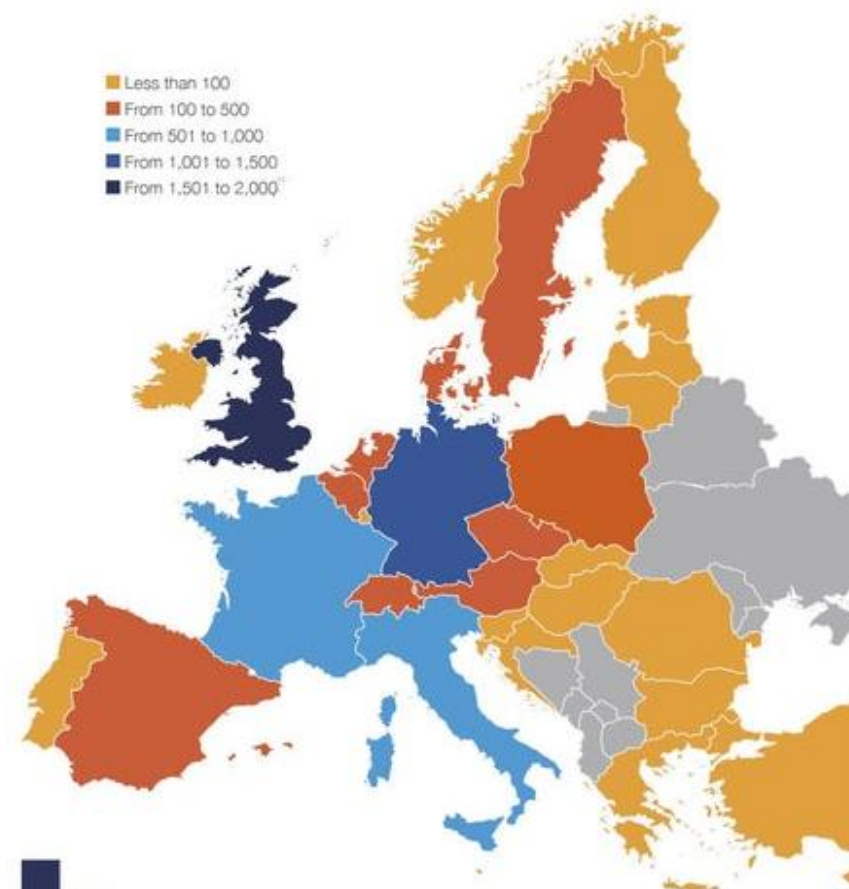 Less than 100
From 100 to 500
From 501 to 1,000
From 1,001 to 1,500
From 1,501 to 2,000